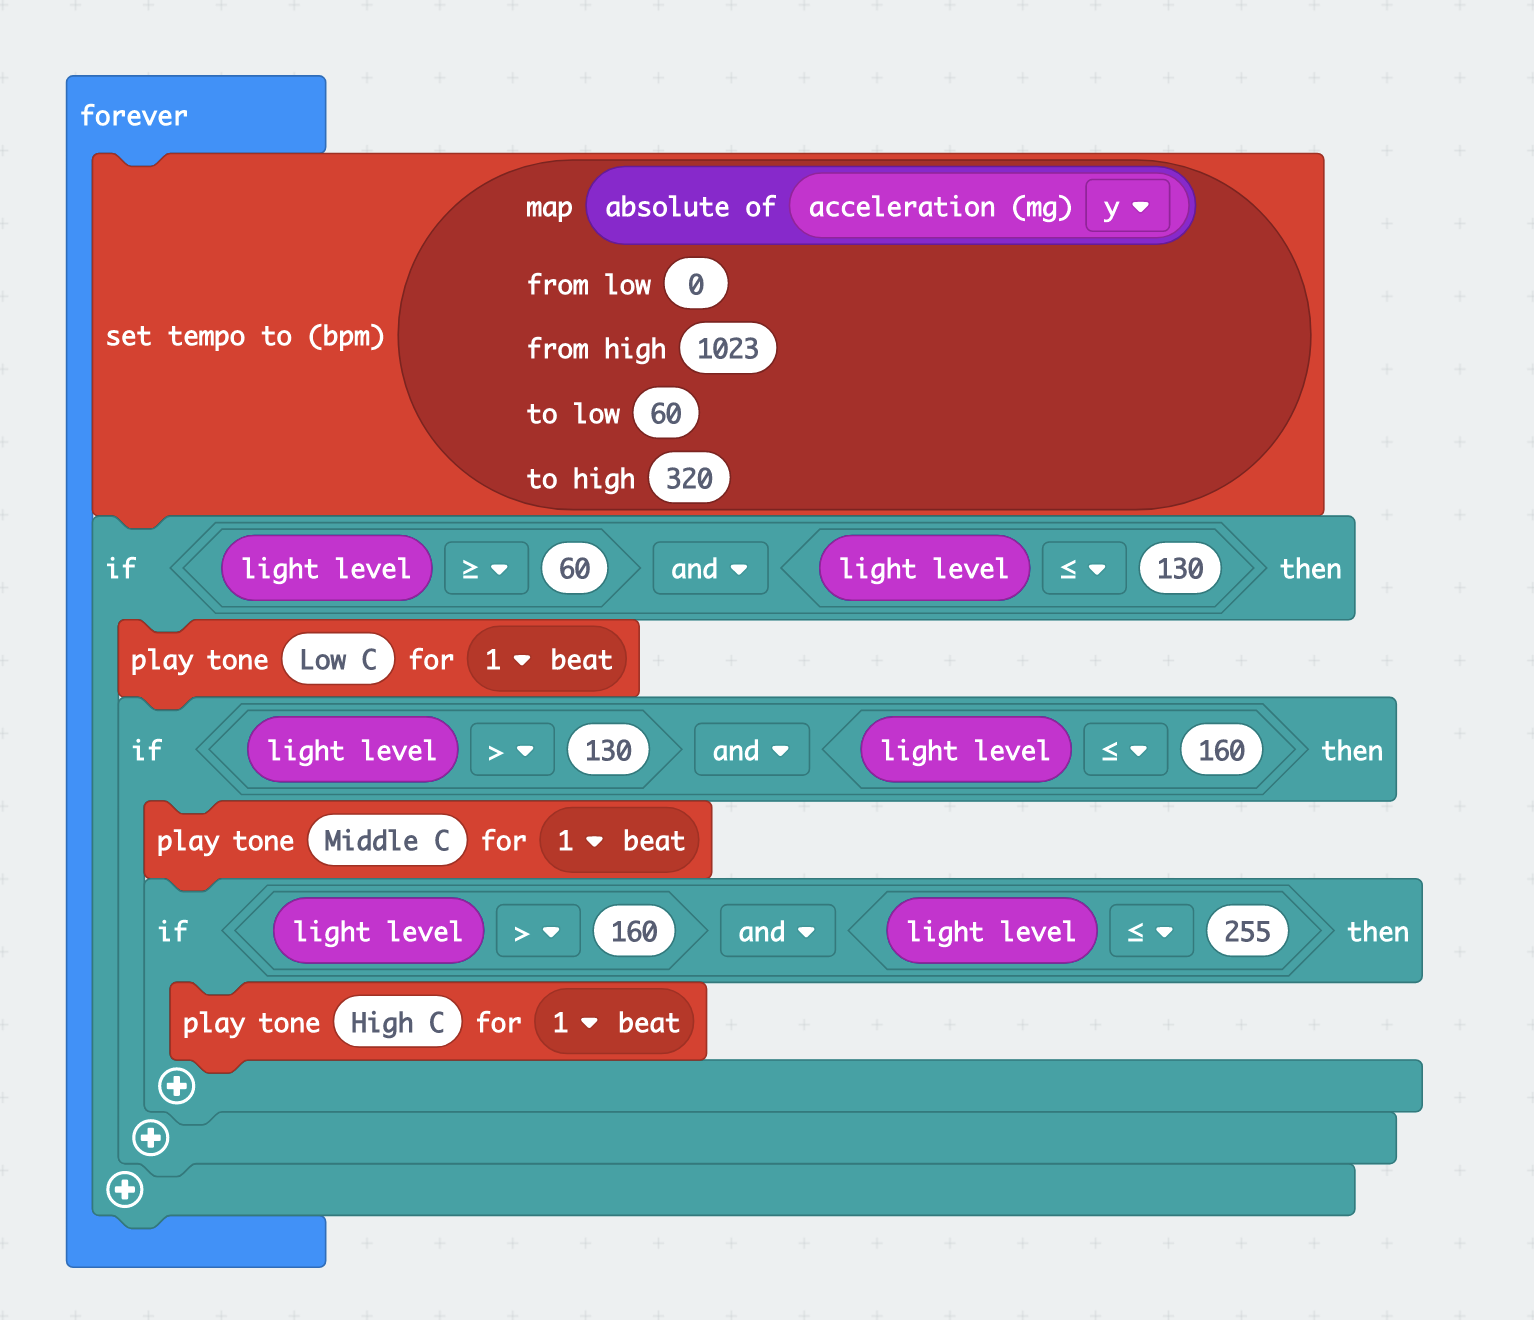 forever
map absolute of acceleration (mg) y
from low 0
from high 1023
set tempo to (bpm)
to low 60
to high 320
if light level ≥ 60 and light level ≤ 130 then
play tone Low C for 1 beat
if light level > 130 and light level ≤ 160 then
play tone Middle C for 1 beat
if light level > 160 and light level ≤ 255 then
play tone High C for 1 beat